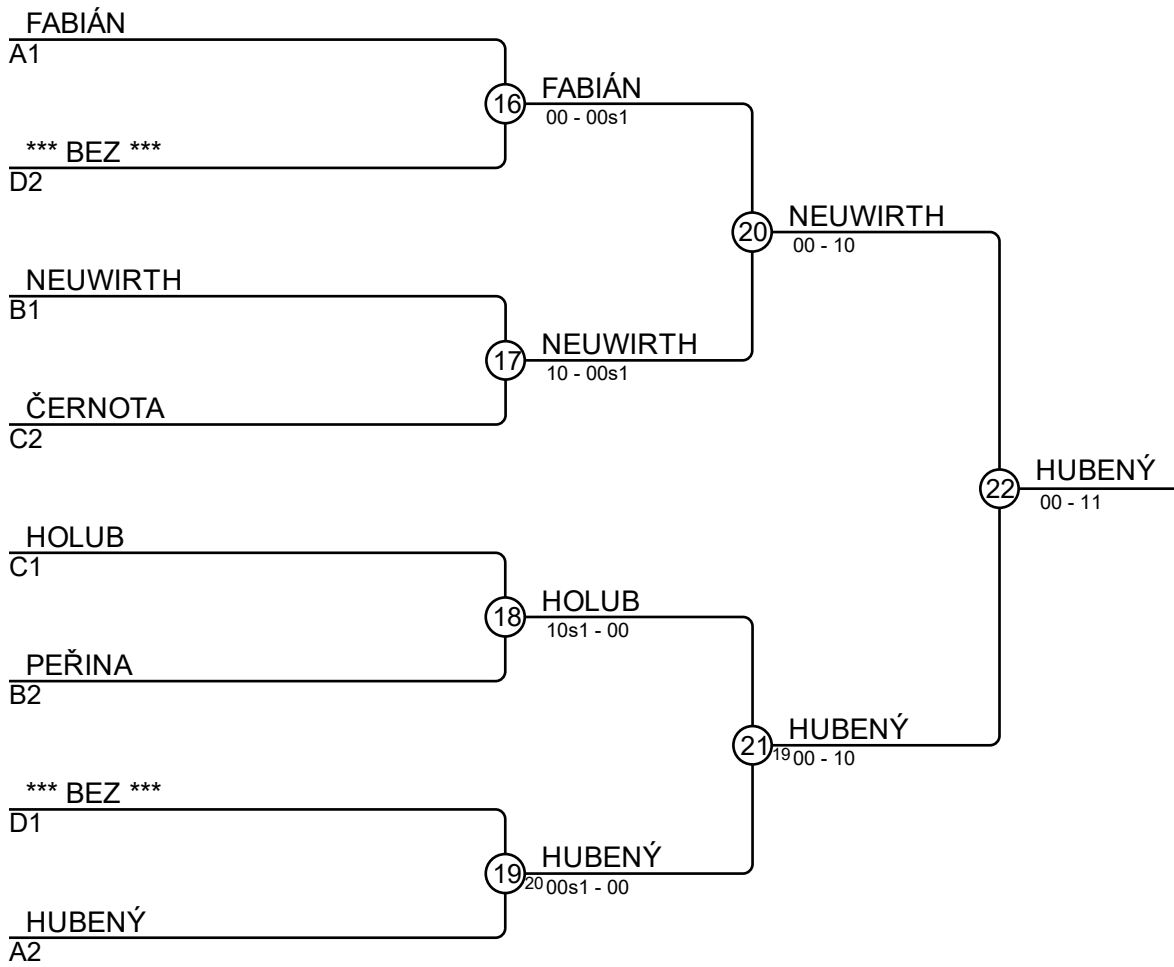 FABIÁN
A1
16
FABIÁN
00 - 00s1
*** BEZ ***
D2
20
NEUWIRTH
00 - 10
NEUWIRTH
B1
17
NEUWIRTH
10 - 00s1
ČERNOTA
C2
22
HUBENÝ
00 - 11
HOLUB
C1
18
HOLUB
10s1 - 00
PEŘINA
B2
21
HUBENÝ
19 00 - 10
*** BEZ ***
D1
19
HUBENÝ
20 00s1 - 00
HUBENÝ
A2